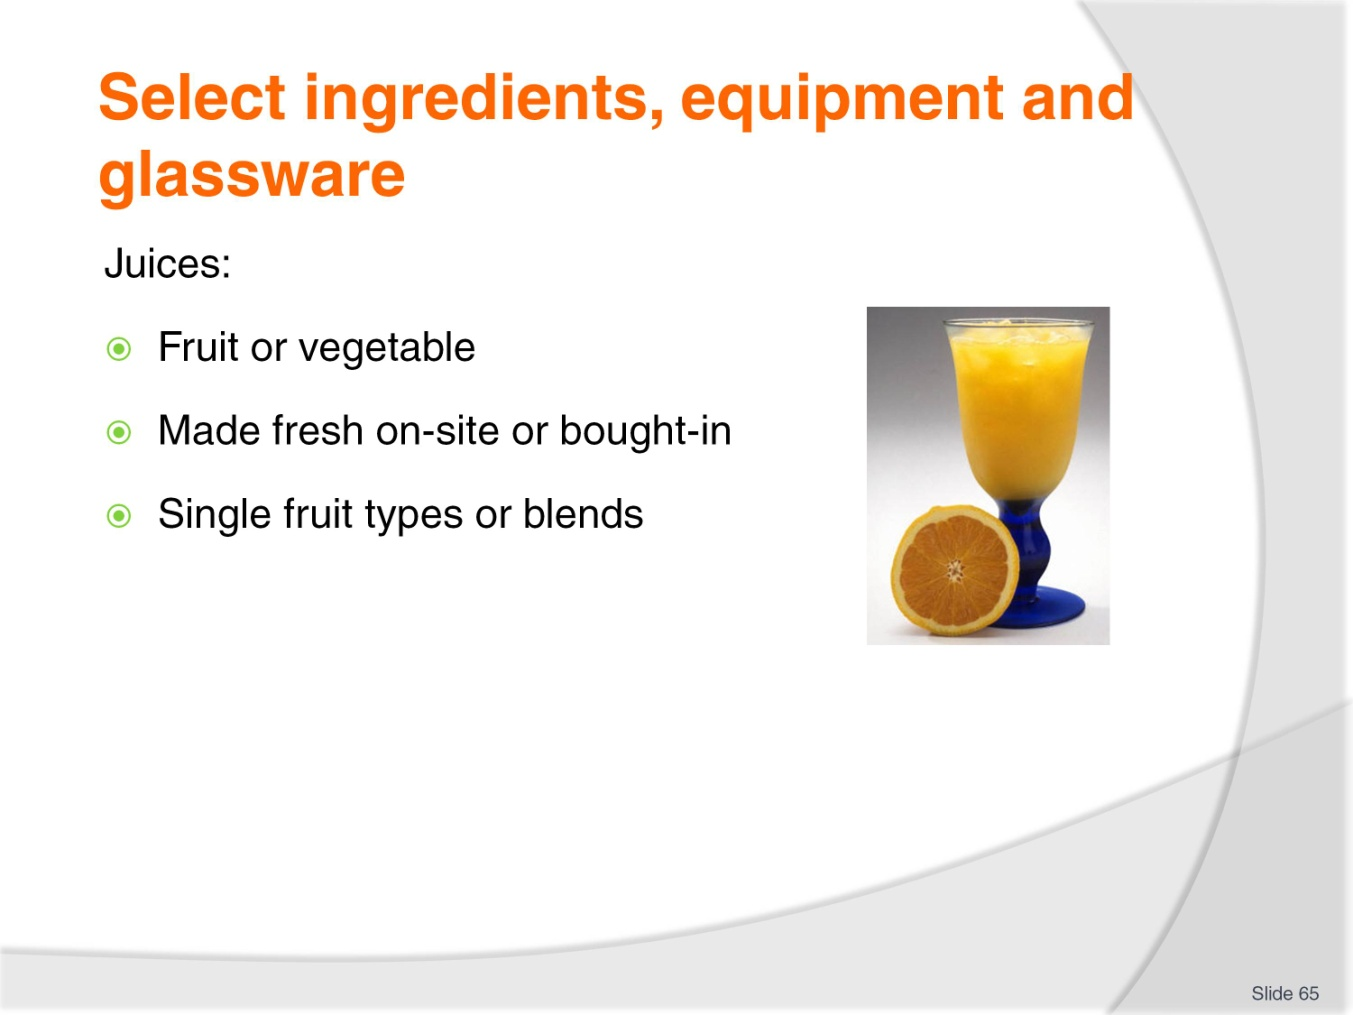 Select ingredients, equipment and
glassware
Juices:
Fruit or vegetable
Made fresh on-site or bought-in
Single fruit types or blends
Slide 65